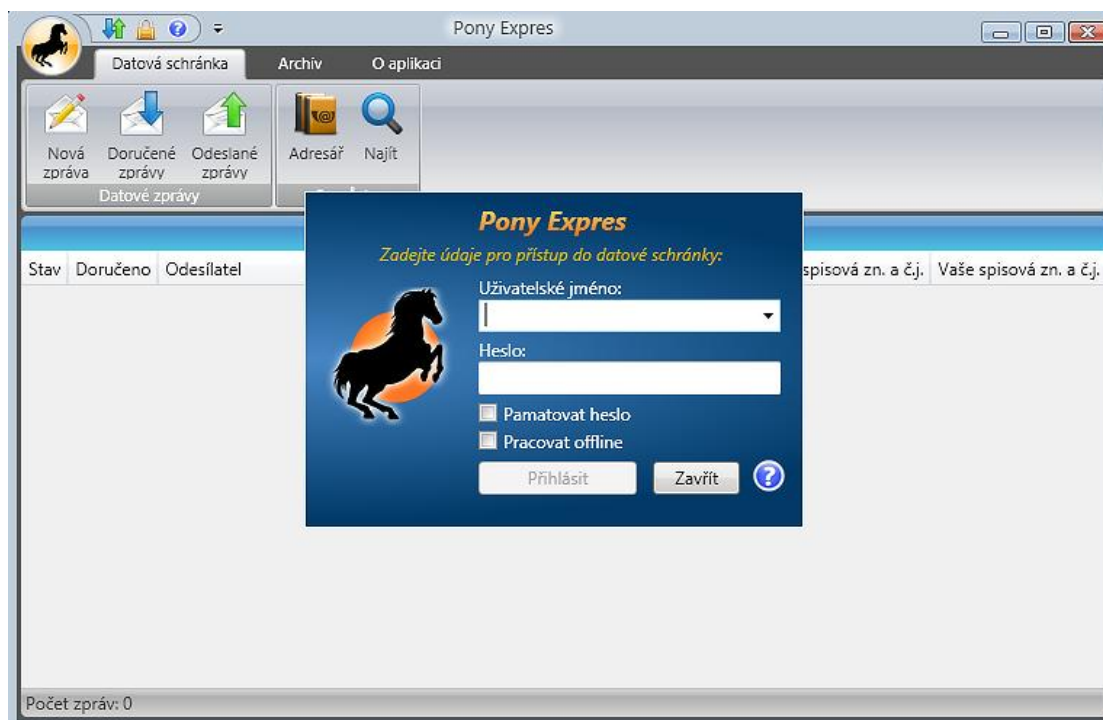 Pony Expres
Datová schránka Archiv O aplikaci
Nová zpráva
Doručené zprávy
Odeslané zprávy
Adresář
Najít
Datové zprávy
Stav Doručeno Odesílatel spisová zn. a č.j. Vaše spisová zn. a č.j.
Pony Expres
Zadejte údaje pro přístup do datové schránky:
Uživatelské jméno:
Heslo:
Pamatovat heslo
Pracovat offline
Přihlásit Zavřít
Počet zpráv: 0